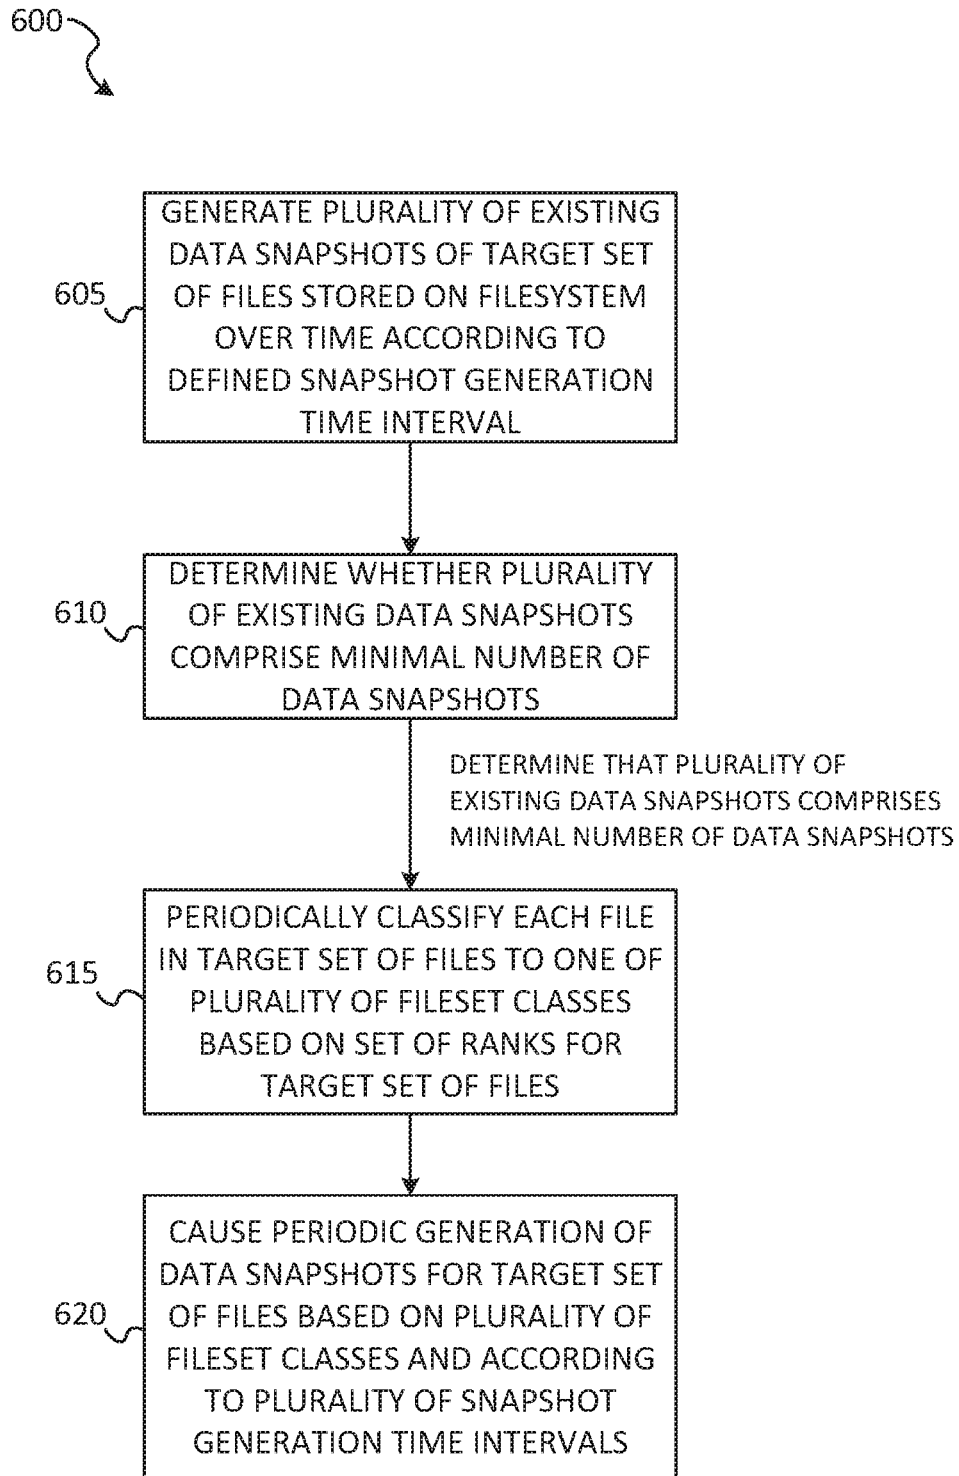 600
GENERATE PLURALITY OF EXISTING
DATA SNAPSHOTS OF TARGET SET
OF FILES STORED ON FILESYSTEM
OVER TIME ACCORDING TO
DEFINED SNAPSHOT GENERATION
TIME INTERVAL
605
DETERMINE WHETHER PLURALITY
OF EXISTING DATA SNAPSHOTS
COMPRISE MINIMAL NUMBER OF
DATA SNAPSHOTS
610
DETERMINE THAT PLURALITY OF
EXISTING DATA SNAPSHOTS COMPRISES
MINIMAL NUMBER OF DATA SNAPSHOTS
PERIODICALLY CLASSIFY EACH FILE
IN TARGET SET OF FILES TO ONE OF
PLURALITY OF FILESET CLASSES
BASED ON SET OF RANKS FOR
TARGET SET OF FILES
615
CAUSE PERIODIC GENERATION OF
DATA SNAPSHOTS FOR TARGET SET
OF FILES BASED ON PLURALITY OF
FILESET CLASSES AND ACCORDING
TO PLURALITY OF SNAPSHOT
GENERATION TIME INTERVALS
620